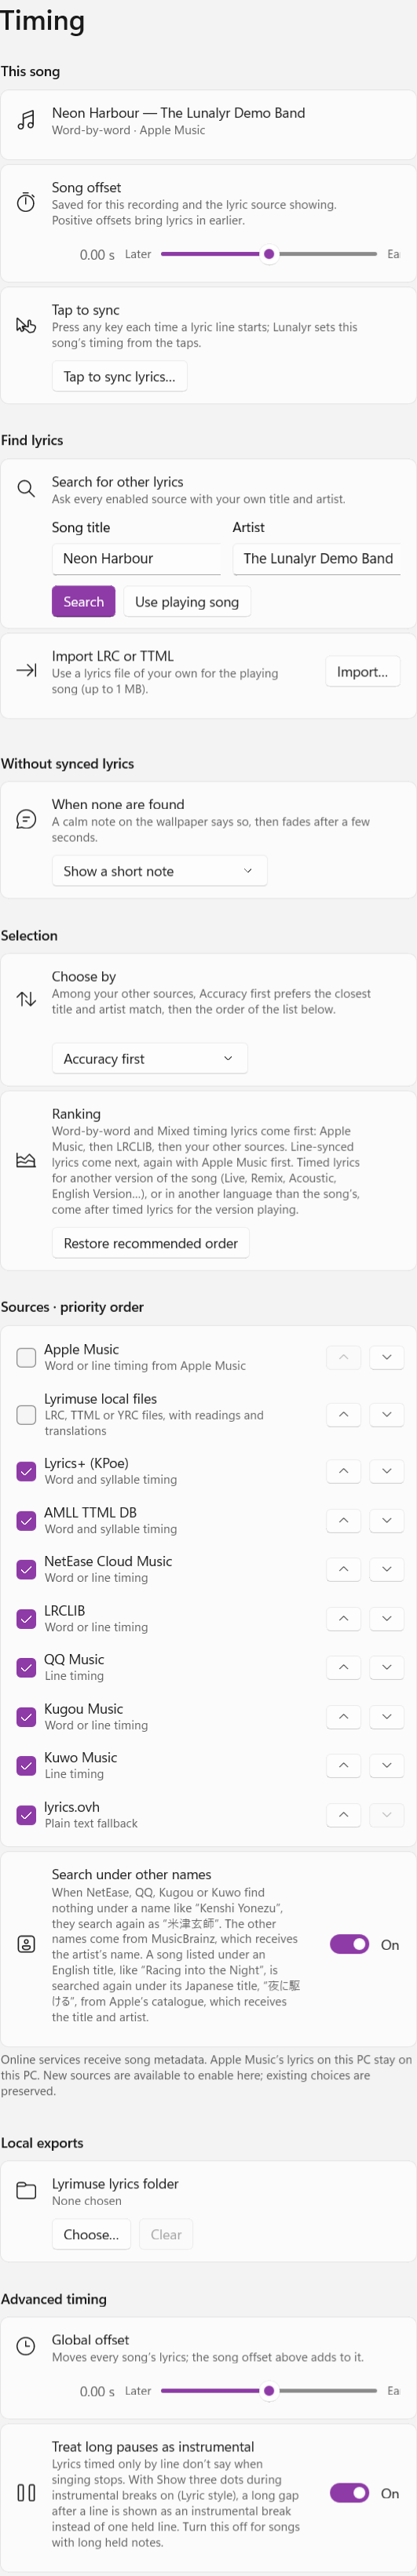 Timing
This song
Neon Harbour — The Lunalyr Demo Band
Word-by-word · Apple Music
Song offset
Saved for this recording and the lyric source showing.
Positive offsets bring lyrics in earlier.
0.00 s Later Ea
Tap to sync
Press any key each time a lyric line starts; Lunalyr sets this
song's timing from the taps.
Tap to sync lyrics...
Find lyrics
Search for other lyrics
Ask every enabled source with your own title and artist.
Song title Artist
Neon Harbour The Lunalyr Demo Band
Search Use playing song
Import LRC or TTML
Use a lyrics file of your own for the playing
song (up to 1 MB).
Import...
Without synced lyrics
When none are found
A calm note on the wallpaper says so, then fades after a few
seconds.
Show a short note
Selection
Choose by
Among your other sources, Accuracy first prefers the closest
title and artist match, then the order of the list below.
Accuracy first
Ranking
Word-by-word and Mixed timing lyrics come first: Apple
Music, then LRCLIB, then your other sources. Line-synced
lyrics come next, again with Apple Music first. Timed lyrics
for another version of the song (Live, Remix, Acoustic,
English Version...), or in another language than the song's,
come after timed lyrics for the version playing.
Restore recommended order
Sources · priority order
Apple Music
Word or line timing from Apple Music
Lyrimuse local files
LRC, TTML or YRC files, with readings and
translations
Lyrics+ (KPoe)
Word and syllable timing
AMLL TTML DB
Word and syllable timing
NetEase Cloud Music
Word or line timing
LRCLIB
Word or line timing
QQ Music
Line timing
Kugou Music
Word or line timing
Kuwo Music
Line timing
lyrics.ovh
Plain text fallback
Search under other names
When NetEase, QQ, Kugou or Kuwo find
nothing under a name like "Kenshi Yonezu",
they search again as "米津玄師". The other
names come from MusicBrainz, which receives
the artist's name. A song listed under an
English title, like "Racing into the Night", is
searched again under its Japanese title, "夜に駆
ける", from Apple's catalogue, which receives
the title and artist.
On
Online services receive song metadata. Apple Music's lyrics on this PC stay on
this PC. New sources are available to enable here; existing choices are
preserved.
Local exports
Lyrimuse lyrics folder
None chosen
Choose... Clear
Advanced timing
Global offset
Moves every song's lyrics; the song offset above adds to it.
0.00 s Later Ea
Treat long pauses as instrumental
Lyrics timed only by line don't say when
singing stops. With Show three dots during
instrumental breaks on (Lyric style), a long gap
after a line is shown as an instrumental break
instead of one held line. Turn this off for songs
with long held notes.
On